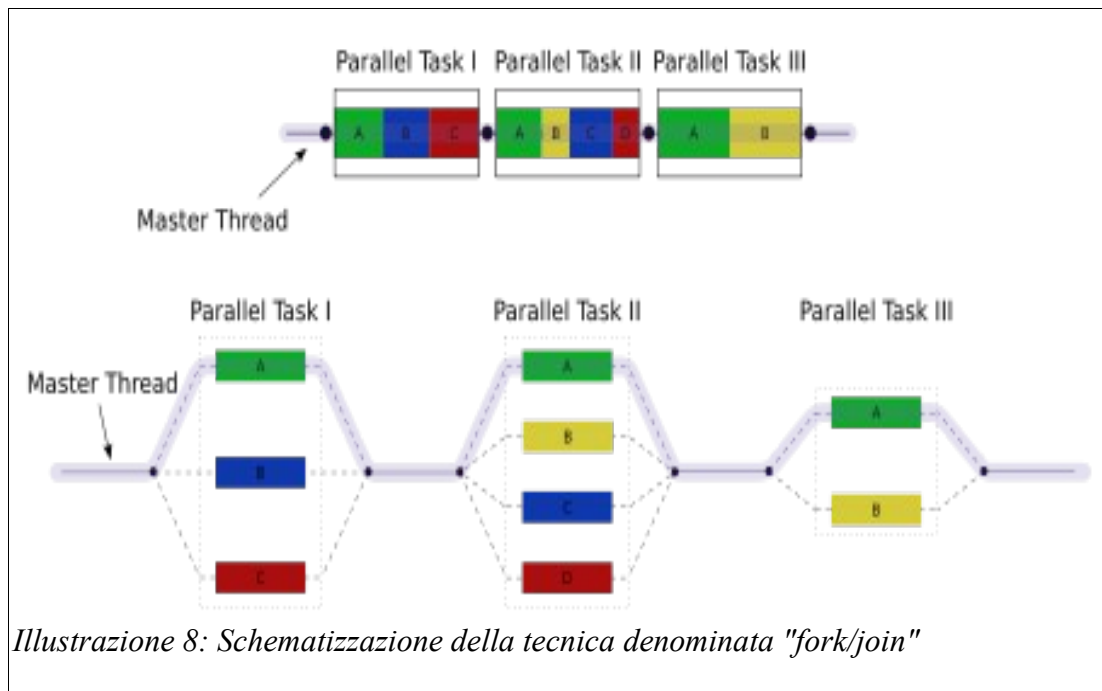 Parallel Task I Parallel Task II Parallel Task III
A B C A B C D A B
Master Thread
Parallel Task I Parallel Task II Parallel Task III
A A
Master Thread
A
B
B
C
B
C D
Illustrazione 8: Schematizzazione della tecnica denominata "fork/join"